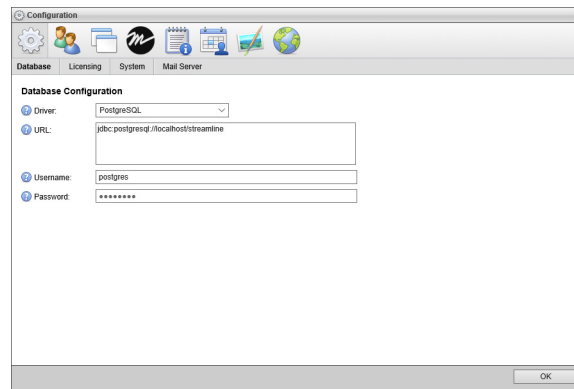 Configuration
Database Licensing System Mail Server
Database Configuration
Driver: PostgreSQL
URL: jdbc:postgresql://localhost/streamline
Username: postgres
Password: ••••••••
OK